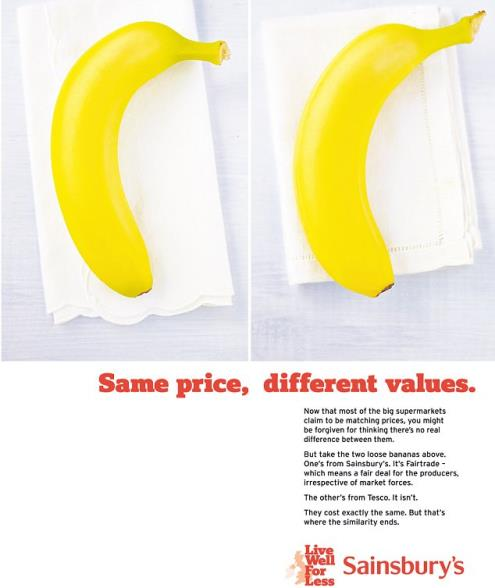 Same price, different values.
Now that most of the big supermarkets
claim to be matching prices, you might
be forgiven for thinking there's no real
difference between them.
But take the two loose bananas above.
One's from Sainsbury's. It's Fairtrade –
which means a fair deal for the producers,
irrespective of market forces.
The other's from Tesco. It isn't.
They cost exactly the same. But that's
where the similarity ends.
Live
Well
For
Less
Sainsbury's